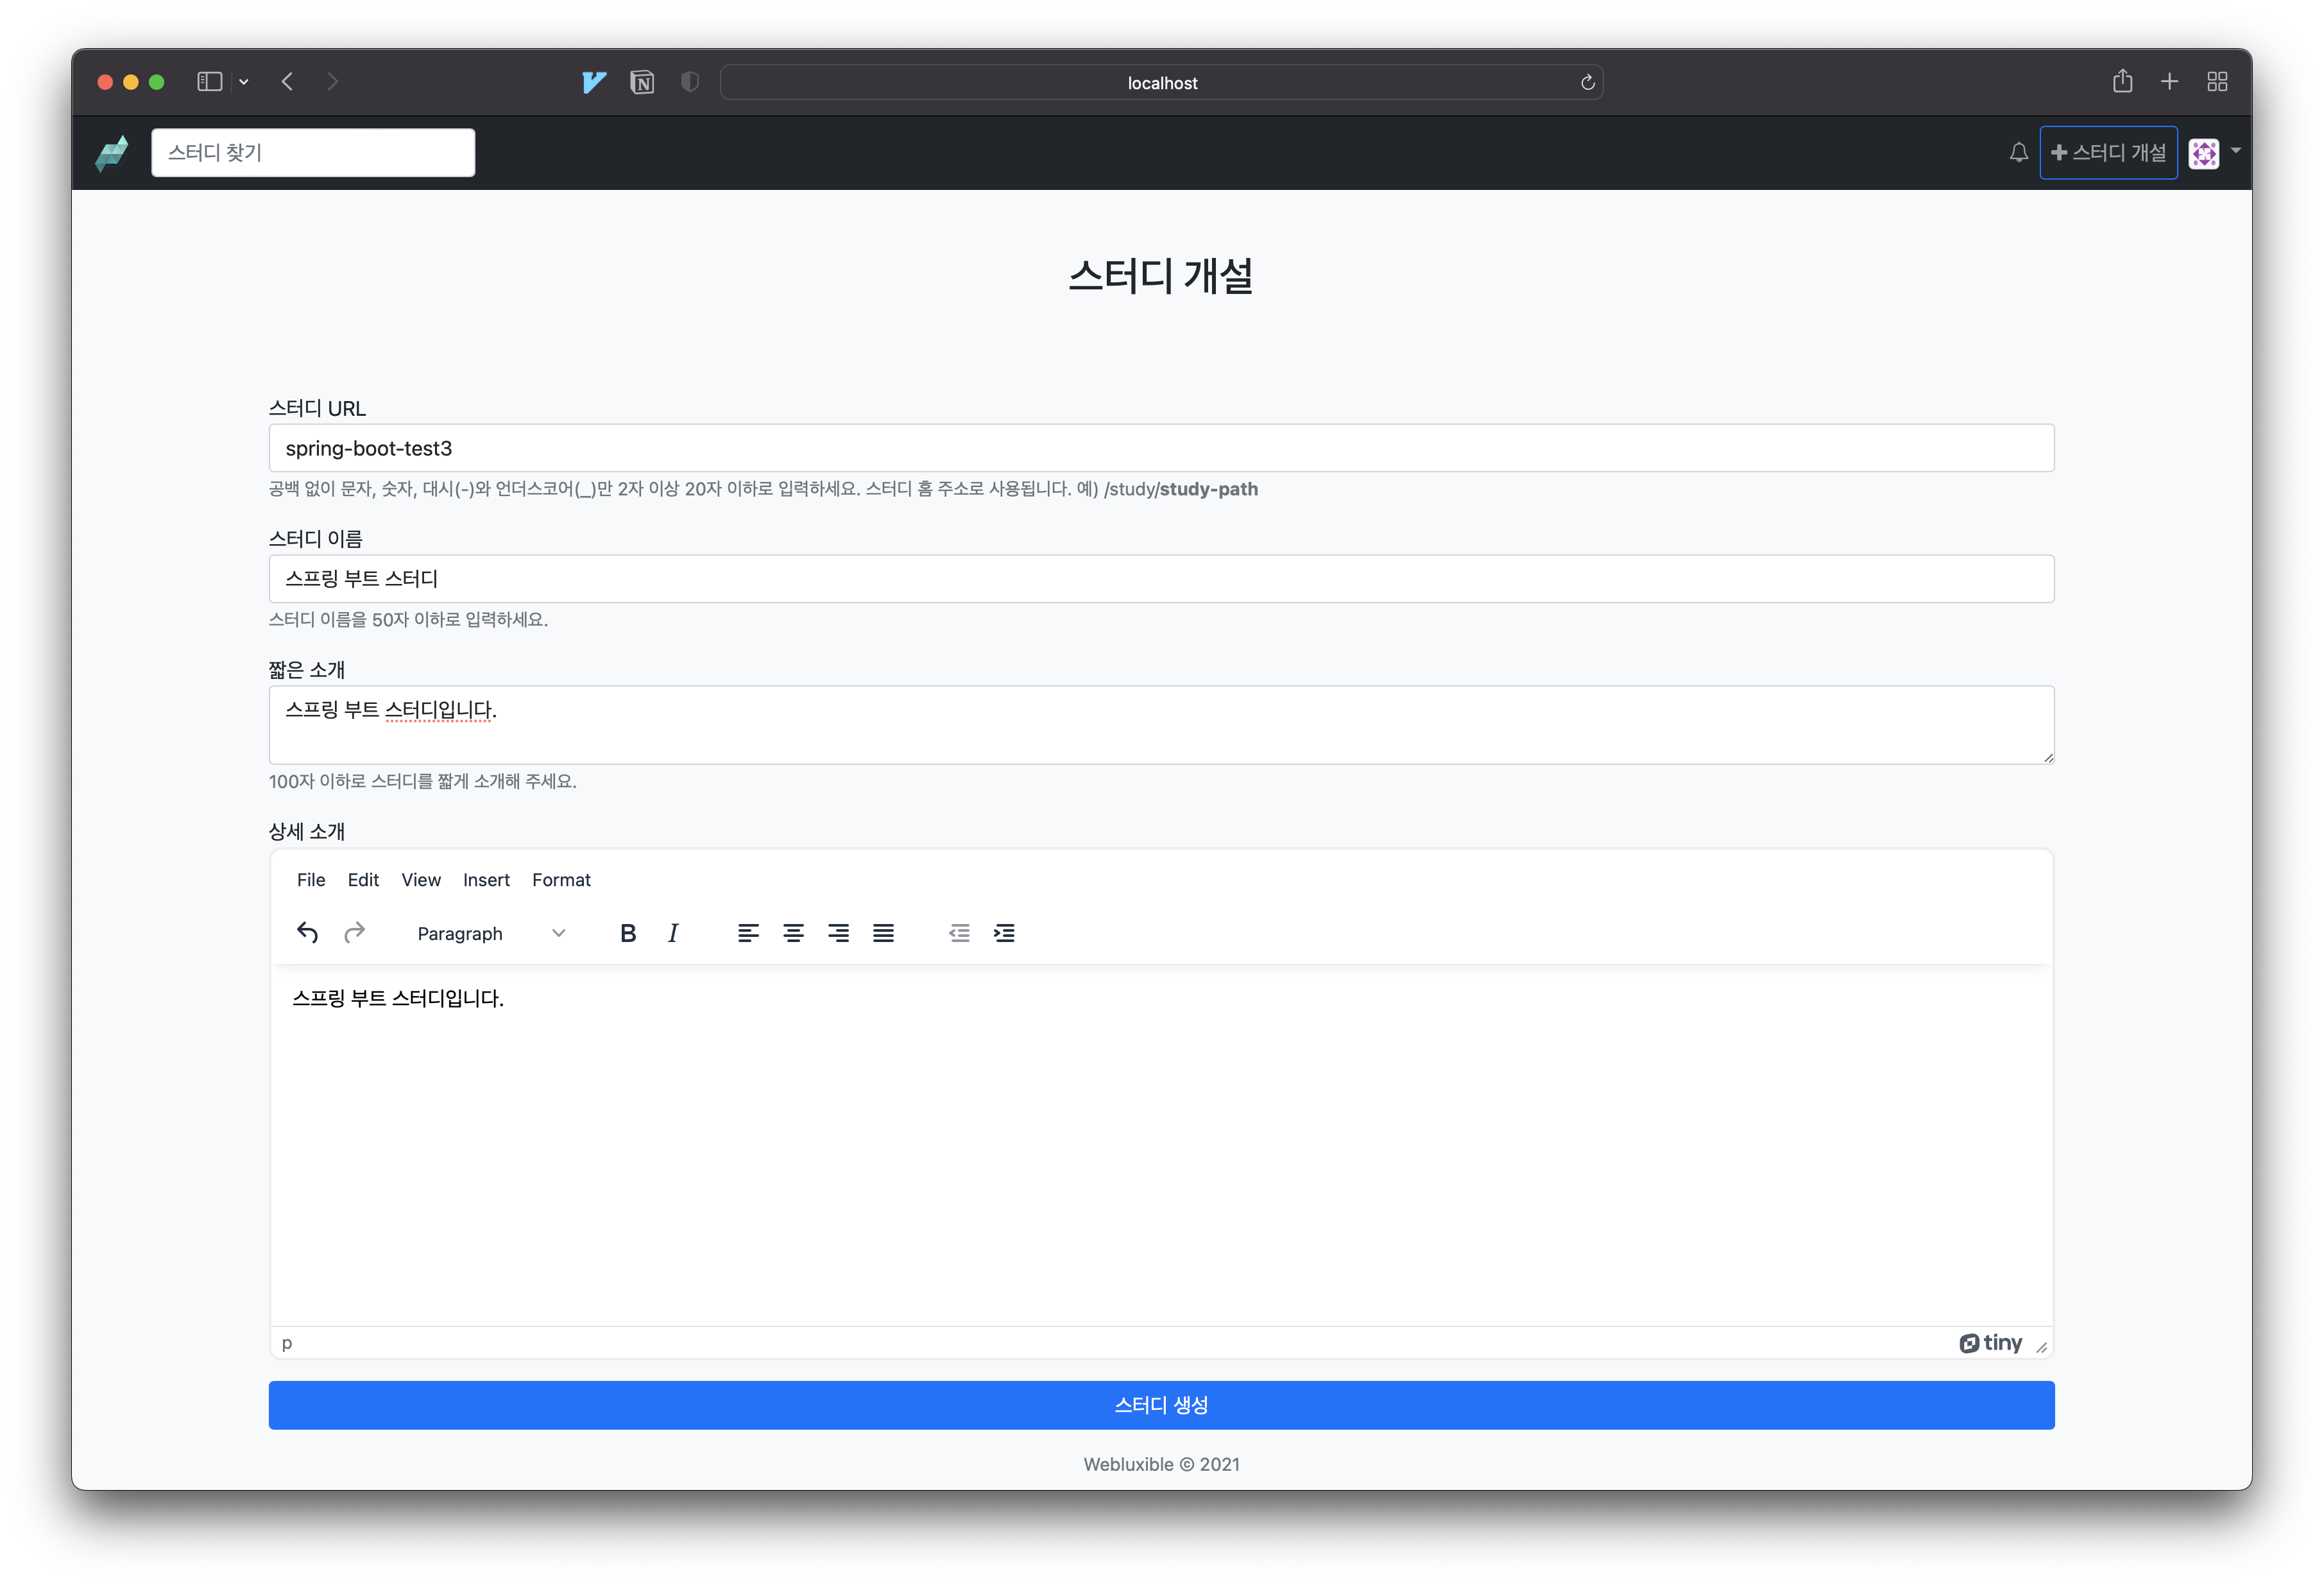 localhost
스터디 찾기
스터디 개설
스터디 개설
스터디 URL
spring-boot-test3
공백 없이 문자, 숫자, 대시(-)와 언더스코어(_)만 2자 이상 20자 이하로 입력하세요. 스터디 홈 주소로 사용됩니다. 예) /study/study-path
스터디 이름
스프링 부트 스터디
스터디 이름을 50자 이하로 입력하세요.
짧은 소개
스프링 부트 스터디입니다.
100자 이하로 스터디를 짧게 소개해 주세요.
상세 소개
File Edit View Insert Format
Paragraph B I
스프링 부트 스터디입니다.
p tiny
스터디 생성
Webluxible © 2021